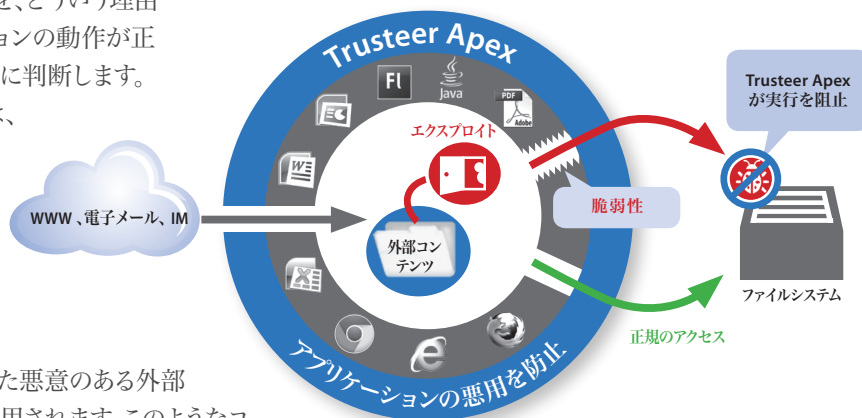 を、どういう理由
ションの動作が正
に判断します。
は、
Trusteer Apex
Fl
Java
PDF
Adobe
エクスプロイト
Trusteer Apex
が実行を阻止
WWW 、電子メール、IM
外部コン
テンツ
脆弱性
ファイルシステム
正規のアクセス
アプリケーションの悪用を防止
た悪意のある外部
用されます。このようなコ